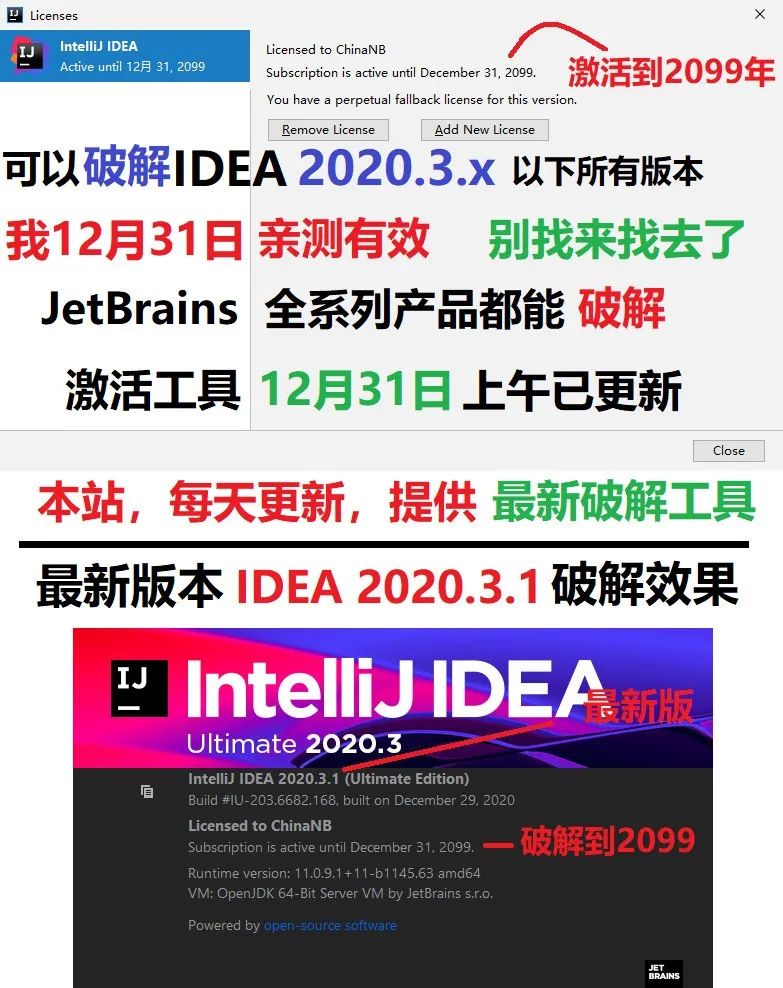 Licenses
IntelliJ IDEA
Active until 12月 31, 2099
Licensed to ChinaNB
Subscription is active until December 31, 2099.
激活到2099年
You have a perpetual fallback license for this version.
Remove License Add New License
可以破解IDEA 2020.3.x 以下所有版本
我12月31日 亲测有效 别找来找去了
JetBrains 全系列产品都能 破解
激活工具 12月31日 上午已更新
Close
本站，每天更新，提供 最新破解工具
最新版本 IDEA 2020.3.1 破解效果
IJ
IntelliJ IDEA
最新版
Ultimate 2020.3
IntelliJ IDEA 2020.3.1 (Ultimate Edition)
Build #IU-203.6682.168, built on December 29, 2020
Licensed to ChinaNB
Subscription is active until December 31, 2099.
破解到2099
Runtime version: 11.0.9.1+11-b1145.63 amd64
VM: OpenJDK 64-Bit Server VM by JetBrains s.r.o.
Powered by open-source software
JET
BRAINS